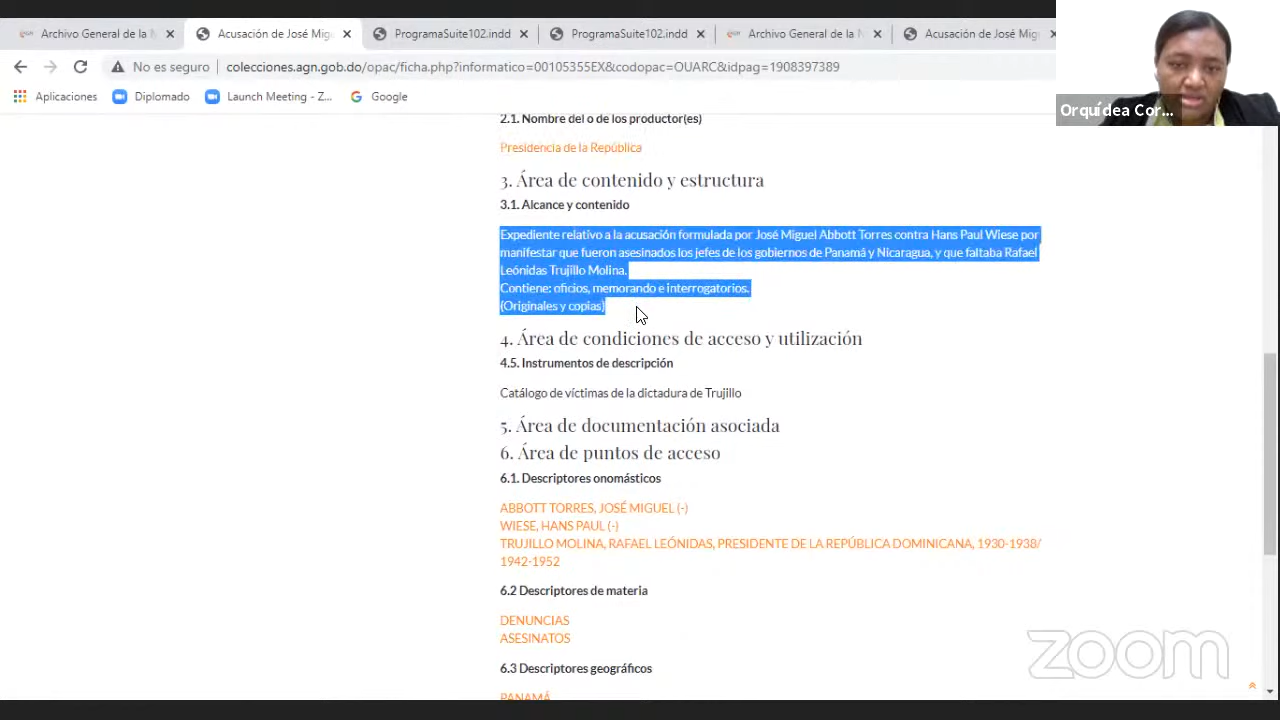 Archivo General de la N
Acusación de José Mig
ProgramaSuite102.indd
ProgramaSuite102.indd
Archivo General de la N
Acusación de José Mig
No es seguro
colecciones.agn.gob.do/opac/ficha.php?informatico=00105355EX&codopac=OUARC&idpag=1908397389
Aplicaciones
Diplomado
Launch Meeting - Z...
Google
Orquídea Cor...
2.1. Nombre del o de los productor(es)
Presidencia de la República
3. Área de contenido y estructura
3.1. Alcance y contenido
Expediente relativo a la acusación formulada por José Miguel Abbott Torres contra Hans Paul Wiese por
manifestar que fueron asesinados los jefes de los gobiernos de Panamá y Nicaragua, y que faltaba Rafael
Leónidas Trujillo Molina.
Contiene: oficios, memorando e interrogatorios.
(Originales y copias)
4. Área de condiciones de acceso y utilización
4.5. Instrumentos de descripción
Catálogo de víctimas de la dictadura de Trujillo
5. Área de documentación asociada
6. Área de puntos de acceso
6.1. Descriptores onomásticos
ABBOTT TORRES, JOSÉ MIGUEL (-)
WIESE, HANS PAUL (-)
TRUJILLO MOLINA, RAFAEL LEÓNIDAS, PRESIDENTE DE LA REPÚBLICA DOMINICANA, 1930-1938/
1942-1952
6.2 Descriptores de materia
DENUNCIAS
ASESINATOS
6.3 Descriptores geográficos
PANAMÁ
zoom